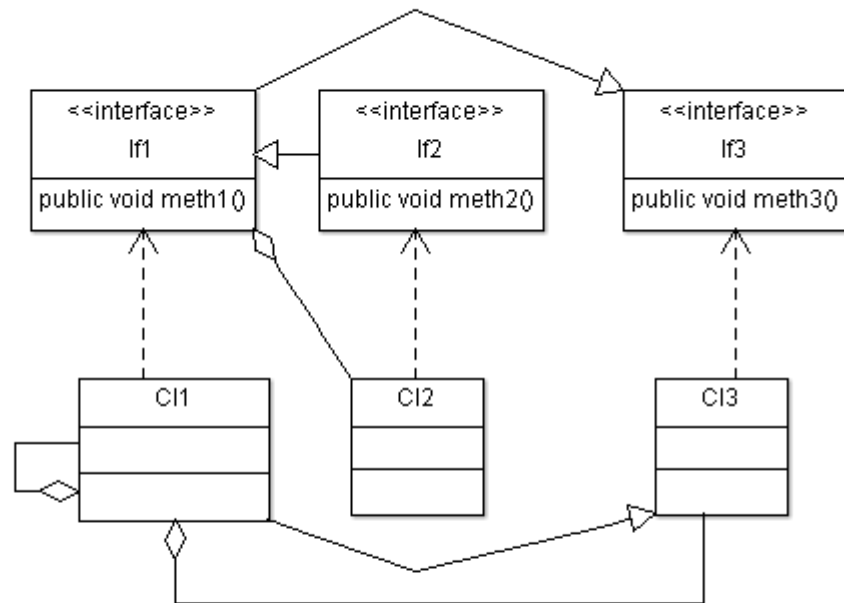 <<interface>>
If1
public void meth1()
<<interface>>
If2
public void meth2()
<<interface>>
If3
public void meth3()
Cl1
Cl2
Cl3